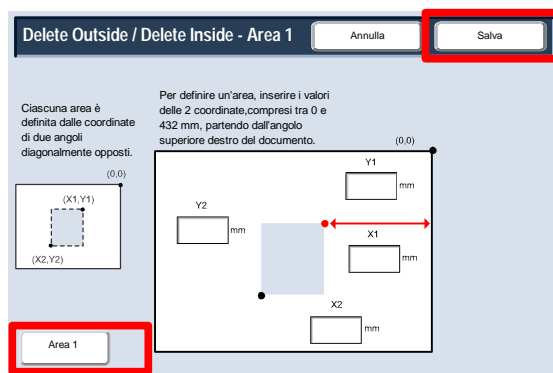 Delete Outside / Delete Inside - Area 1
Annulla
Salva
Ciascuna area è
definita dalle coordinate
di due angoli
diagonalmente opposti.
(0,0)
(X1,Y1)
(X2,Y2)
Per definire un'area, inserire i valori
delle 2 coordinate,compresi tra 0 e
432 mm, partendo dall'angolo
superiore destro del documento.
(0,0)
Y1
mm
Y2
mm
X1
mm
X2
mm
Area 1